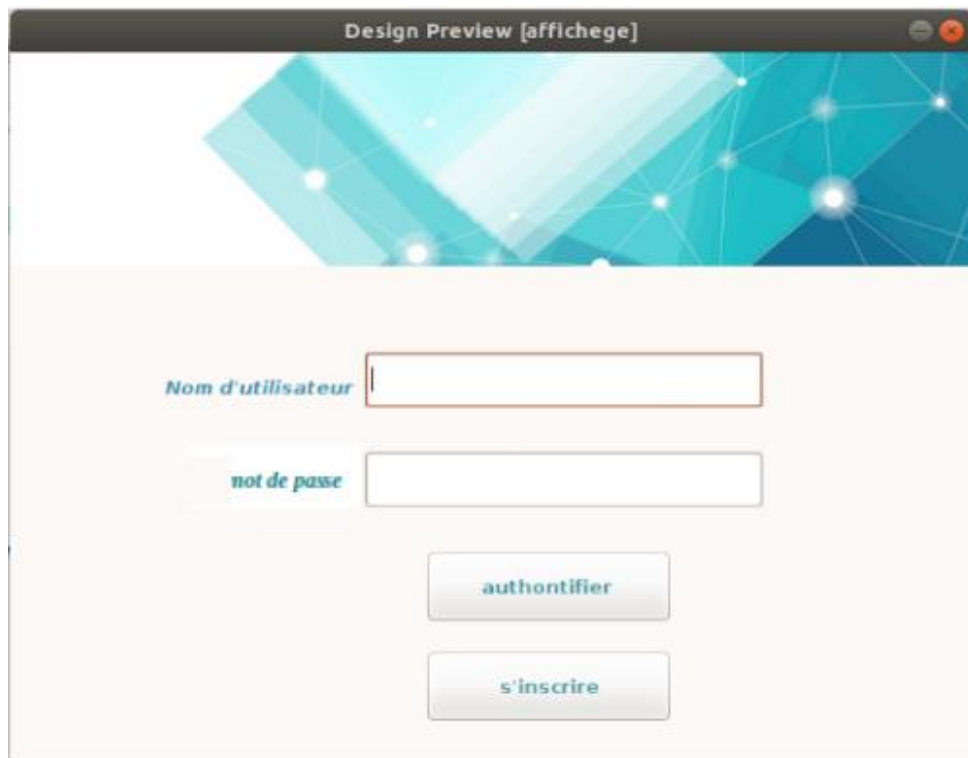 Design Preview [affichege]
Nom d'utilisateur
not de passe
authontifier
s'inscrire